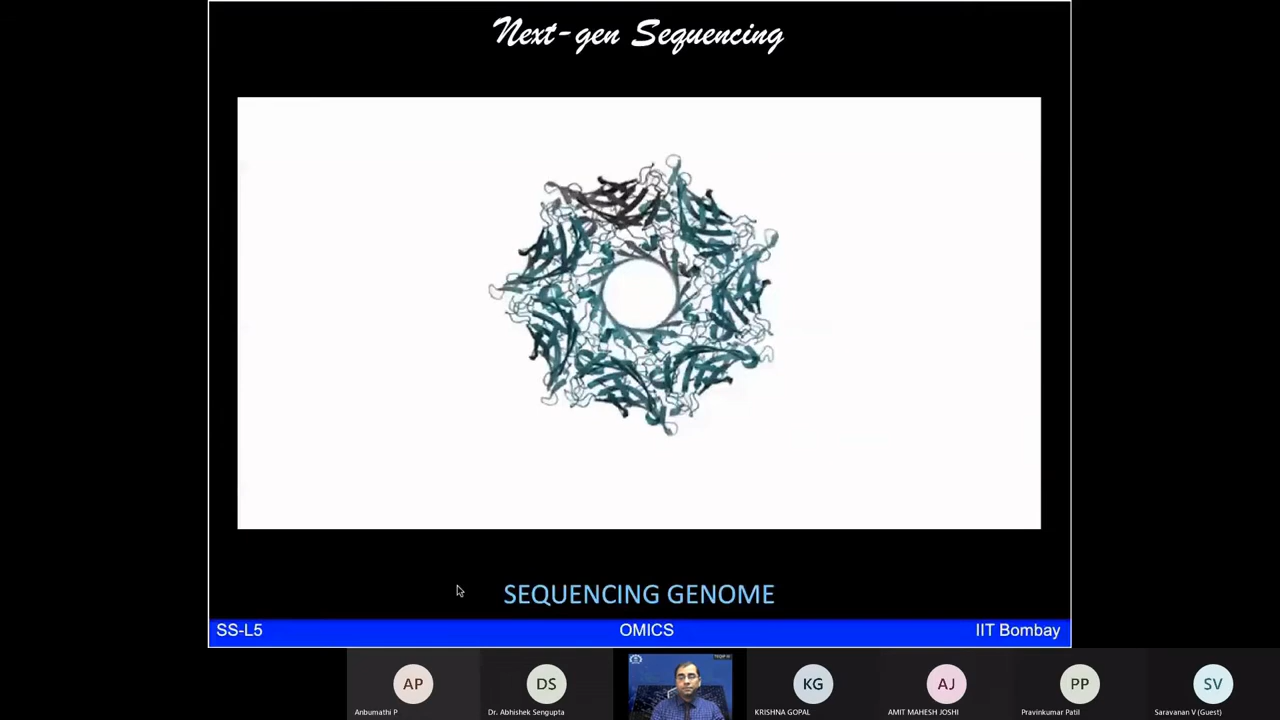 Next-gen Sequencing
SEQUENCING GENOME
SS-L5
OMICS
IIT Bombay
AP
DS
KG
AJ
PP
SV
Anbumathi P
Dr. Abhishek Sengupta
KRISHNA GOPAL
AMIT MAHESH JOSHI
Pravinkumar Patil
Saravanan V (Guest)